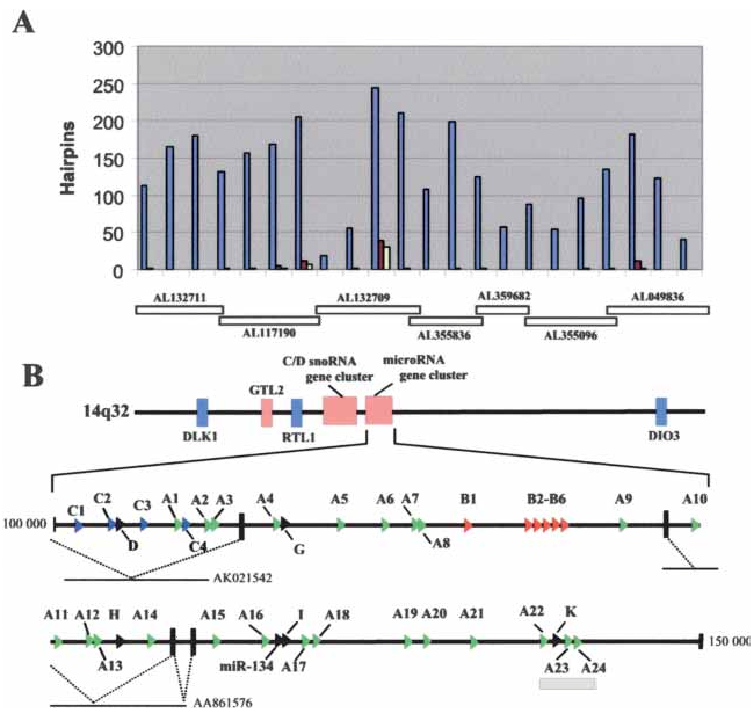 A
300
250
200
150
100
50
0
Hairpins
AL132711
AL132709
AL359682
AL049836
AL117190
AL355836
AL355096
B
C/D snoRNA
gene cluster
microRNA
gene cluster
GTL2
14q32
DLK1
RTL1
DIO3
C1 C2 C3 A1 A2 A3 A4 A5 A6 A7 B1 B2-B6 A9 A10
100 000
D C4 G A8
AK021542
A11 A12 H A14 A15 A16 I A18 A19 A20 A21 A22 K
150 000
A13 miR-134 A17 A23 A24
AA861576